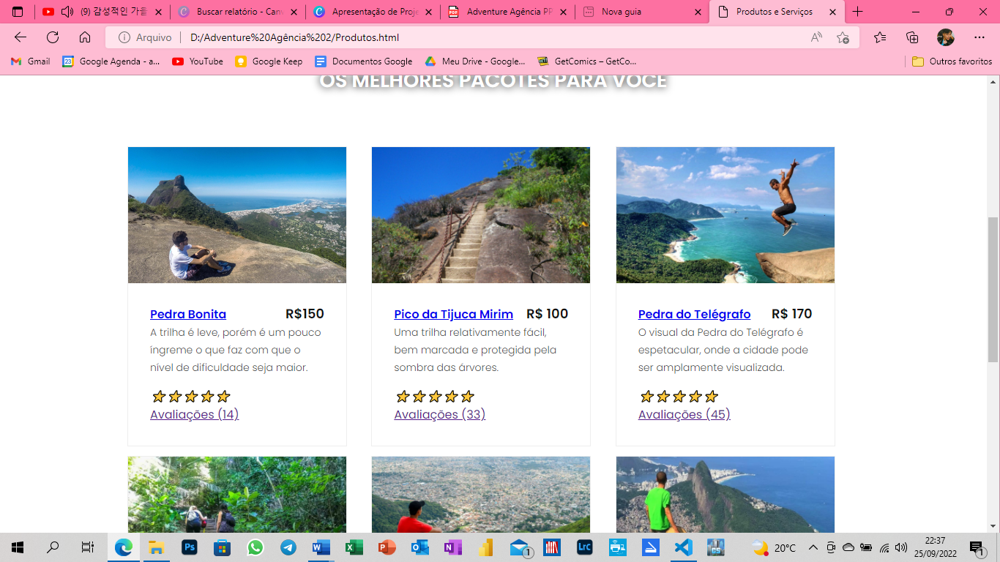 (9) 감성적인 가을
Buscar relatório - Can
Apresentação de Proje
Adventure Agência PP
Nova guia
Produtos e Serviços
Arquivo
D:/Adventure%20Agência%202/Produtos.html
Gmail
Google Agenda - a...
YouTube
Google Keep
Documentos Google
Meu Drive - Google...
GetComics – GetCo...
Outros favoritos
OS MELHORES PACOTES PARA VOCÊ
Pedra Bonita R$150
A trilha é leve, porém é um pouco
íngreme o que faz com que o
nível de dificuldade seja maior.
Avaliações (14)
Pico da Tijuca Mirim R$ 100
Uma trilha relativamente fácil,
bem marcada e protegida pela
sombra das árvores.
Avaliações (33)
Pedra do Telégrafo R$ 170
O visual da Pedra do Telégrafo é
espetacular, onde a cidade pode
ser amplamente visualizada.
Avaliações (45)
20°C
22:37
25/09/2022